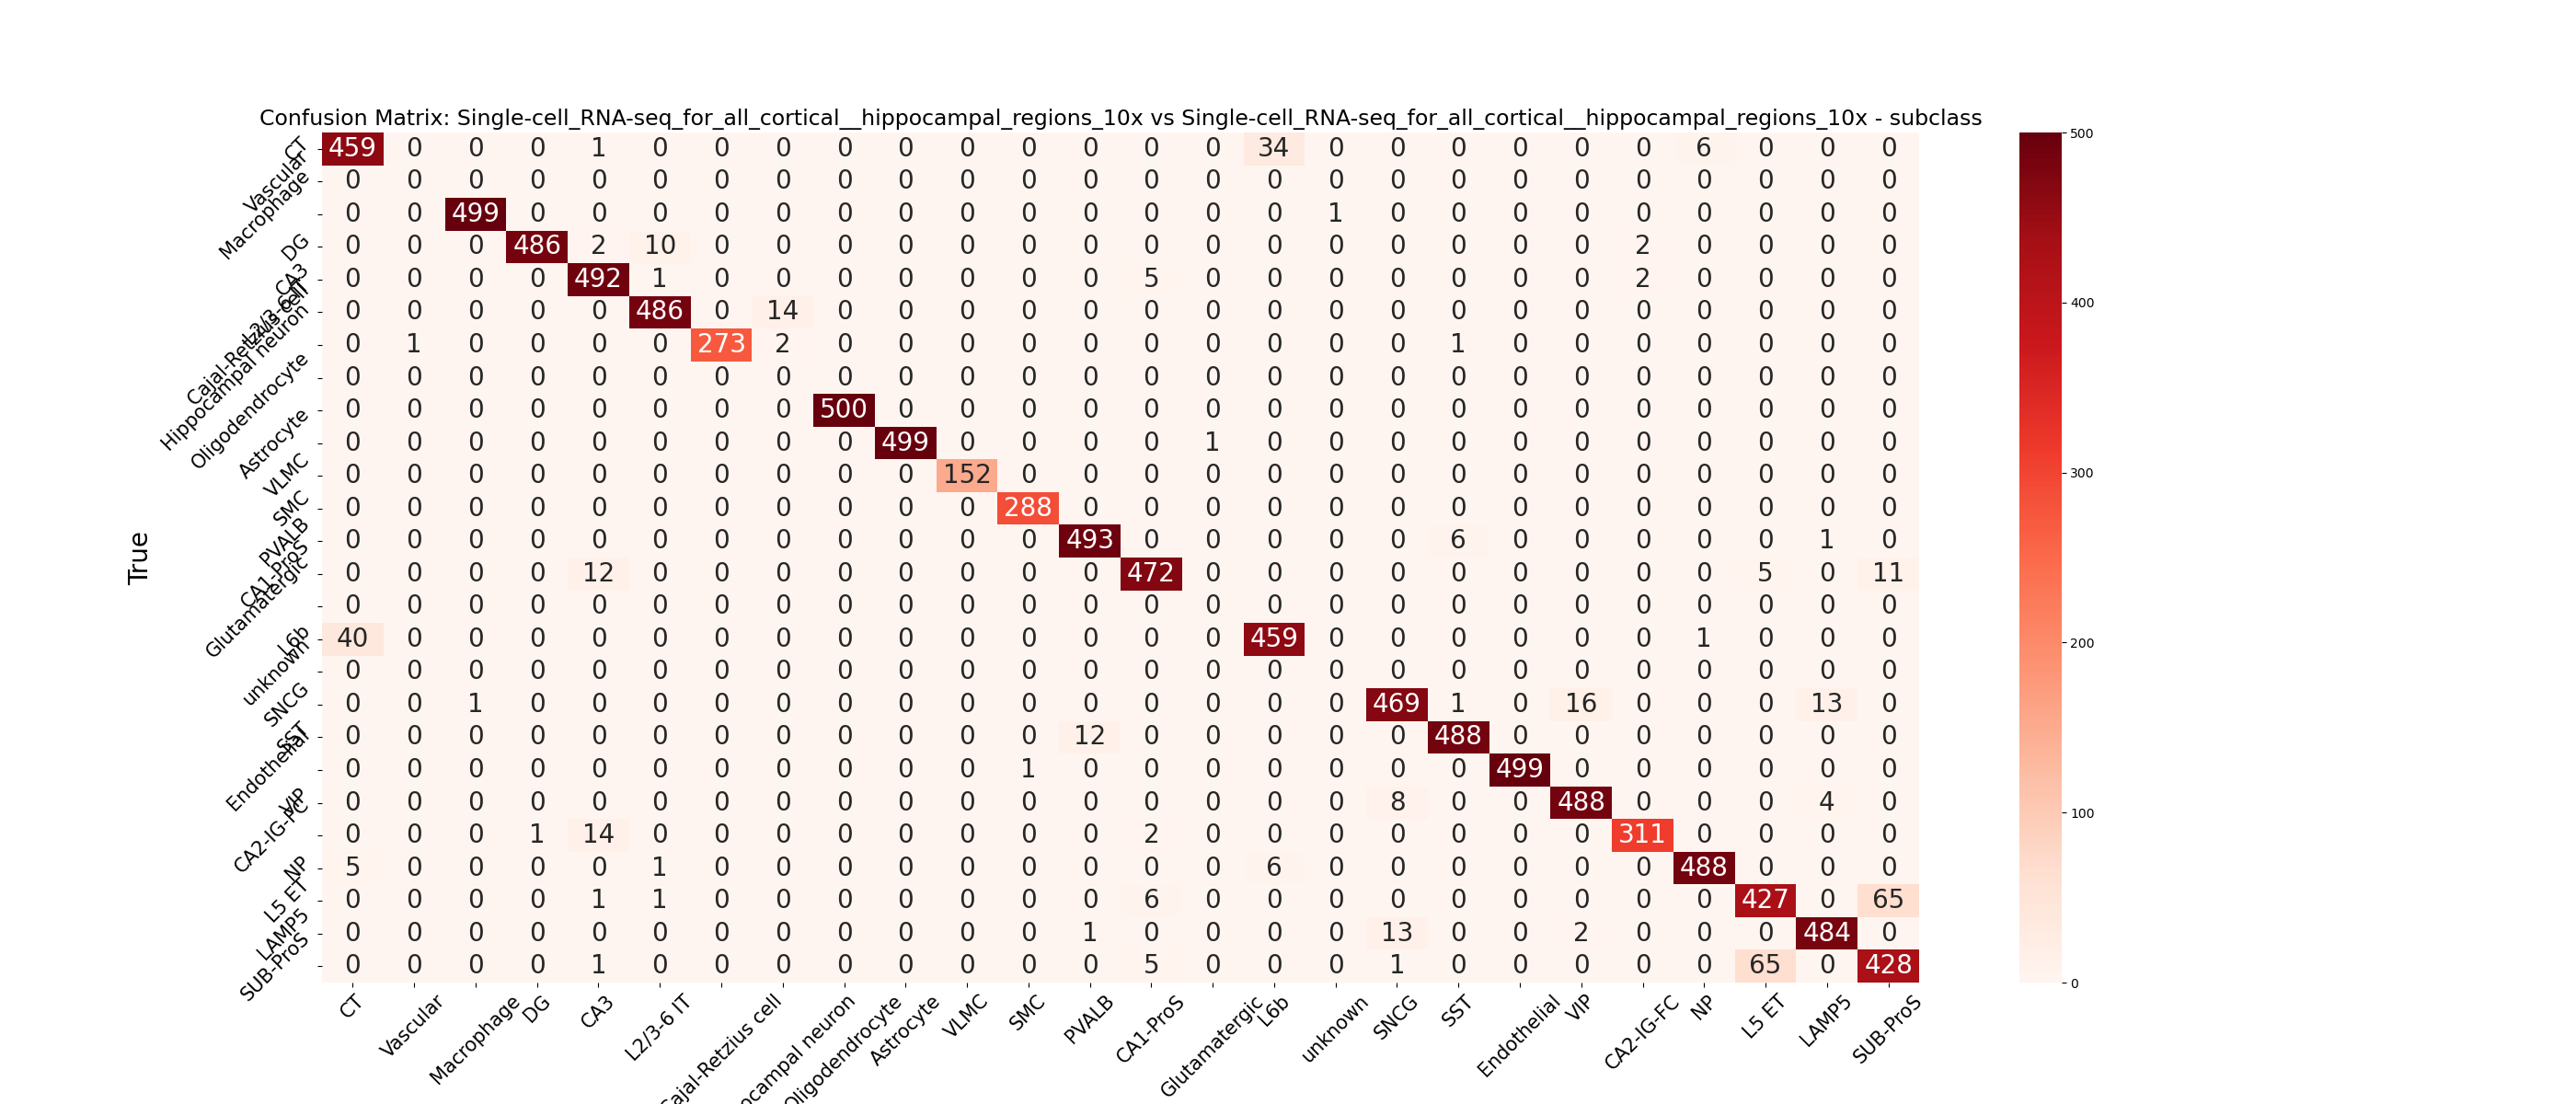 Confusion Matrix: Single-cell_RNA-seq_for_all_cortical__hippocampal_regions_10x vs Single-cell_RNA-seq_for_all_cortical__hippocampal_regions_10x - subclass
True
CT 459 0 0 0 1 0 0 0 0 0 0 0 0 0 0 34 0 0 0 0 0 0 6 0 0 0
Vascular 0 0 0 0 0 0 0 0 0 0 0 0 0 0 0 0 0 0 0 0 0 0 0 0 0 0
Macrophage 0 0 499 0 0 0 0 0 0 0 0 0 0 0 0 0 1 0 0 0 0 0 0 0 0 0
DG 0 0 0 486 2 10 0 0 0 0 0 0 0 0 0 0 0 0 0 0 0 2 0 0 0 0
CA3 0 0 0 0 492 1 0 0 0 0 0 0 0 5 0 0 0 0 0 0 0 2 0 0 0 0
L2/3-6 IT 0 0 0 0 0 486 0 14 0 0 0 0 0 0 0 0 0 0 0 0 0 0 0 0 0 0
Cajal-Retzius cell 0 1 0 0 0 0 273 2 0 0 0 0 0 0 0 0 0 0 1 0 0 0 0 0 0 0
Hippocampal neuron 0 0 0 0 0 0 0 0 0 0 0 0 0 0 0 0 0 0 0 0 0 0 0 0 0 0
Oligodendrocyte 0 0 0 0 0 0 0 0 500 0 0 0 0 0 0 0 0 0 0 0 0 0 0 0 0 0
Astrocyte 0 0 0 0 0 0 0 0 0 499 0 0 0 0 1 0 0 0 0 0 0 0 0 0 0 0
VLMC 0 0 0 0 0 0 0 0 0 0 152 0 0 0 0 0 0 0 0 0 0 0 0 0 0 0
SMC 0 0 0 0 0 0 0 0 0 0 0 288 0 0 0 0 0 0 0 0 0 0 0 0 0 0
PVALB 0 0 0 0 0 0 0 0 0 0 0 0 493 0 0 0 0 0 6 0 0 0 0 0 1 0
CA1-ProS 0 0 0 0 12 0 0 0 0 0 0 0 0 472 0 0 0 0 0 0 0 0 0 5 0 11
Glutamatergic 0 0 0 0 0 0 0 0 0 0 0 0 0 0 0 0 0 0 0 0 0 0 0 0 0 0
L6b 40 0 0 0 0 0 0 0 0 0 0 0 0 0 0 459 0 0 0 0 0 0 1 0 0 0
unknown 0 0 0 0 0 0 0 0 0 0 0 0 0 0 0 0 0 0 0 0 0 0 0 0 0 0
SNCG 0 0 1 0 0 0 0 0 0 0 0 0 0 0 0 0 0 469 1 0 16 0 0 0 13 0
SST 0 0 0 0 0 0 0 0 0 0 0 0 12 0 0 0 0 0 488 0 0 0 0 0 0 0
Endothelial 0 0 0 0 0 0 0 0 0 0 0 1 0 0 0 0 0 0 0 499 0 0 0 0 0 0
VIP 0 0 0 0 0 0 0 0 0 0 0 0 0 0 0 0 0 8 0 0 488 0 0 0 4 0
CA2-IG-FC 0 0 0 1 14 0 0 0 0 0 0 0 0 2 0 0 0 0 0 0 0 311 0 0 0 0
NP 5 0 0 0 0 1 0 0 0 0 0 0 0 0 0 6 0 0 0 0 0 0 488 0 0 0
L5 ET 0 0 0 0 1 1 0 0 0 0 0 0 0 6 0 0 0 0 0 0 0 0 0 427 0 65
LAMP5 0 0 0 0 0 0 0 0 0 0 0 0 1 0 0 0 0 13 0 0 2 0 0 0 484 0
SUB-ProS 0 0 0 0 1 0 0 0 0 0 0 0 0 5 0 0 0 1 0 0 0 0 0 65 0 428
CT Vascular Macrophage DG CA3 L2/3-6 IT Cajal-Retzius cell ocampal neuron Oligodendrocyte Astrocyte VLMC SMC PVALB CA1-ProS Glutamatergic L6b unknown SNCG SST Endothelial VIP CA2-IG-FC NP L5 ET LAMP5 SUB-ProS
500
400
300
200
100
0